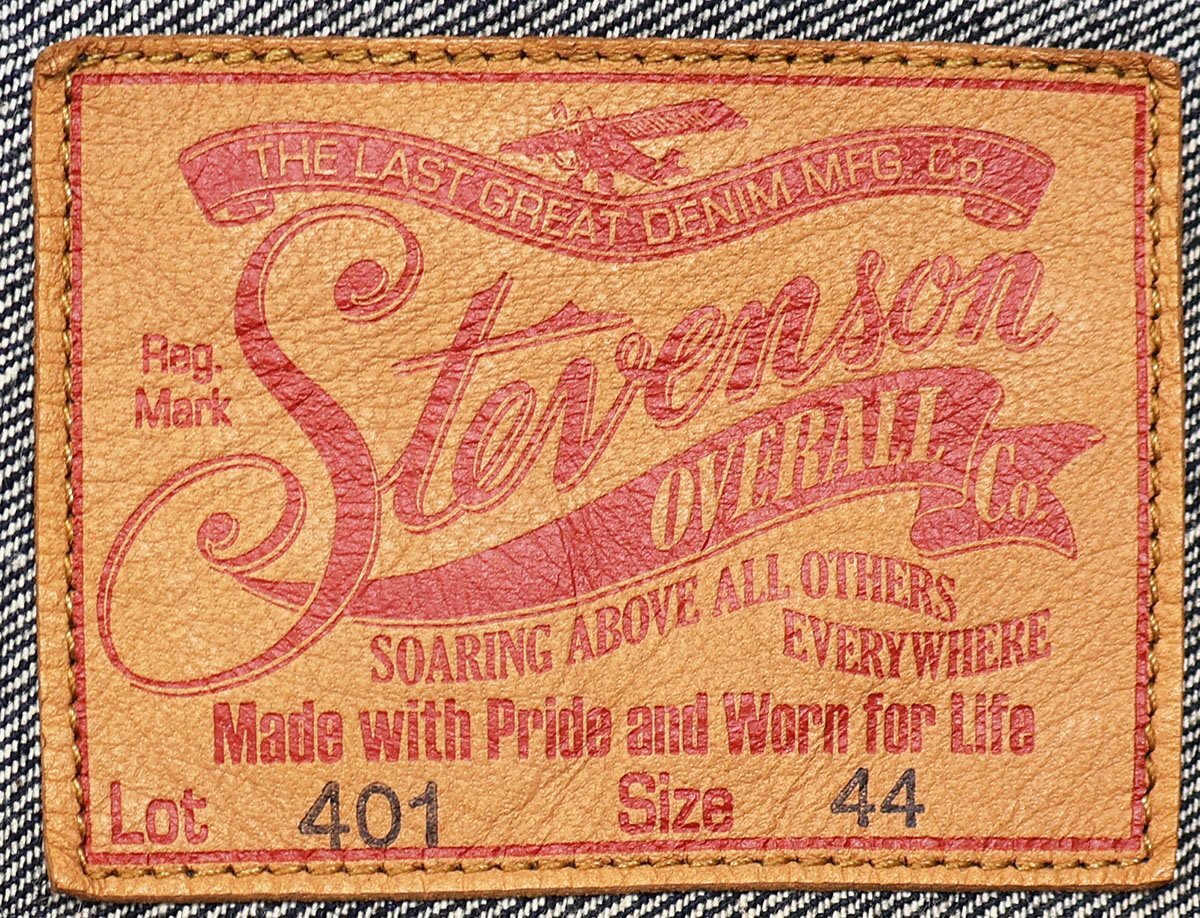 THE LAST GREAT DENIM MFG. Co
Reg.
Mark
Stevenson
OVERALL Co.
SOARING ABOVE ALL OTHERS
EVERYWHERE
Made with Pride and Worn for Life
Lot 401 Size 44